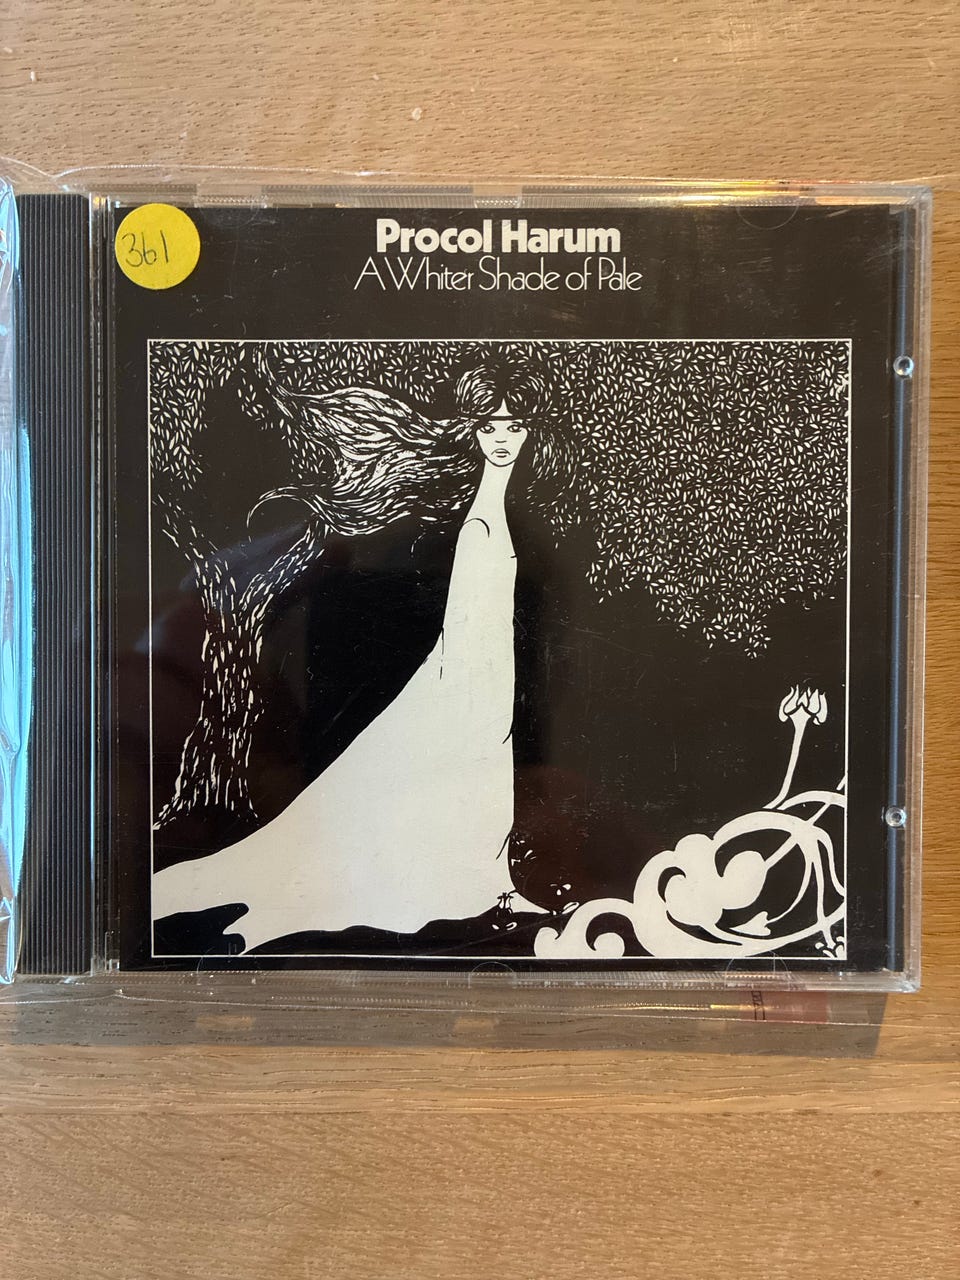 361
Procol Harum
A Whiter Shade of Pale